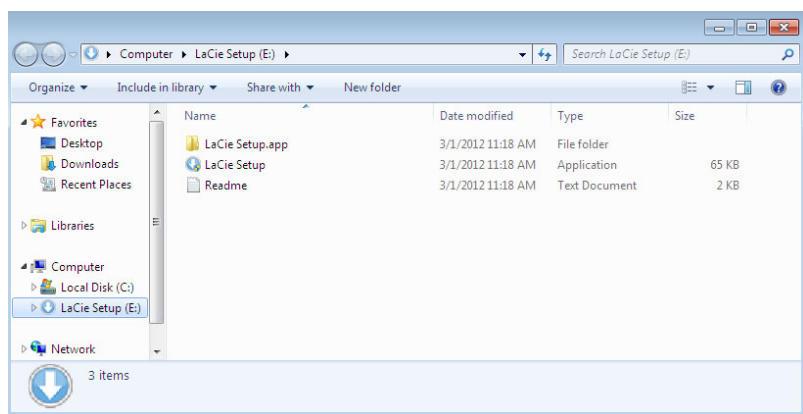 Computer ▸ LaCie Setup (E:) ▸ Search LaCie Setup (E:)
Organize Include in library Share with New folder
Favorites
Desktop
Downloads
Recent Places
Libraries
Computer
Local Disk (C:)
LaCie Setup (E:)
Network
Name Date modified Type Size
LaCie Setup.app 3/1/2012 11:18 AM File folder
LaCie Setup 3/1/2012 11:18 AM Application 65 KB
Readme 3/1/2012 11:18 AM Text Document 2 KB
3 items